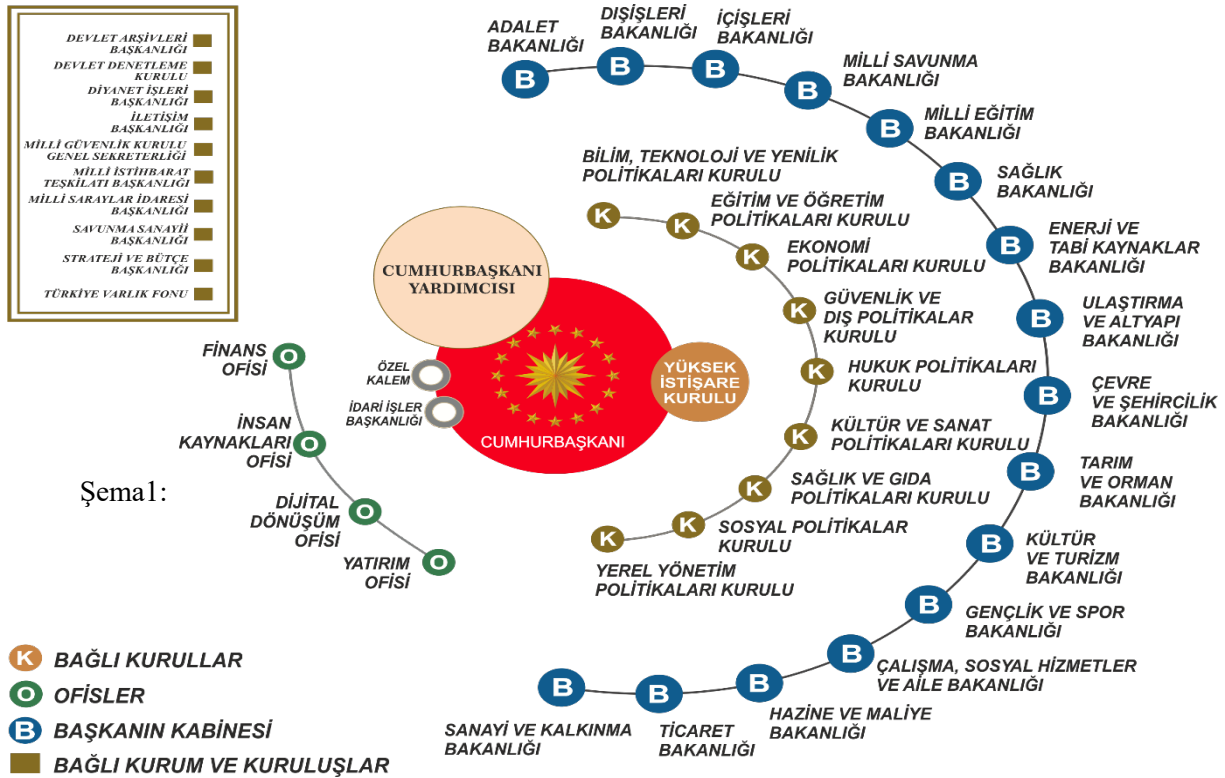 DEVLET ARŞİVLERİ
BAŞKANLIĞI
DEVLET DENETLEME
KURULU
DİYANET İŞLERİ
BAŞKANLIĞI
İLETİŞİM
BAŞKANLIĞI
MİLLİ GÜVENLİK KURULU
GENEL SEKRETERLİĞİ
MİLLİ İSTİHBARAT
TEŞKİLATI BAŞKANLIĞI
MİLLİ SARAYLAR İDARESİ
BAŞKANLIĞI
SAVUNMA SANAYİİ
BAŞKANLIĞI
STRATEJİ VE BÜTÇE
BAŞKANLIĞI
TÜRKİYE VARLIK FONU
ADALET
BAKANLIĞI
B
DIŞİŞLERİ
BAKANLIĞI
B
İÇİŞLERİ
BAKANLIĞI
B
MİLLİ SAVUNMA
BAKANLIĞI
B
MİLLİ EĞİTİM
BAKANLIĞI
B
SAĞLIK
BAKANLIĞI
B
ENERJİ VE
TABİ KAYNAKLAR
BAKANLIĞI
B
ULAŞTIRMA
VE ALTYAPI
BAKANLIĞI
B
ÇEVRE
VE ŞEHİRCİLİK
BAKANLIĞI
B
TARIM
VE ORMAN
BAKANLIĞI
B
KÜLTÜR
VE TURİZM
BAKANLIĞI
B
GENÇLİK VE SPOR
BAKANLIĞI
B
ÇALIŞMA, SOSYAL HİZMETLER
VE AİLE BAKANLIĞI
B
HAZİNE VE MALİYE
BAKANLIĞI
B
TİCARET
BAKANLIĞI
B
SANAYİ VE KALKINMA
BAKANLIĞI
B
BİLİM, TEKNOLOJİ VE YENİLİK
POLİTİKALARI KURULU
K
EĞİTİM VE ÖĞRETİM
POLİTİKALARI KURULU
K
EKONOMİ
POLİTİKALARI KURULU
K
GÜVENLİK VE
DIŞ POLİTİKALAR
KURULU
K
HUKUK POLİTİKALARI
KURULU
K
KÜLTÜR VE SANAT
POLİTİKALARI KURULU
K
SAĞLIK VE GIDA
POLİTİKALARI KURULU
K
SOSYAL POLİTİKALAR
KURULU
K
YEREL YÖNETİM
POLİTİKALARI KURULU
K
CUMHURBAŞKANI
YARDIMCISI
ÖZEL
KALEM
İDARİ İŞLER
BAŞKANLIĞI
YÜKSEK
İSTİŞARE
KURULU
CUMHURBAŞKANI
FİNANS
OFİSİ
O
İNSAN
KAYNAKLARI
OFİSİ
O
DİJİTAL
DÖNÜŞÜM
OFİSİ
O
YATIRIM
OFİSİ
O
Şema1:
K BAĞLI KURULLAR
O OFİSLER
B BAŞKANIN KABİNESİ
BAĞLI KURUM VE KURULUŞLAR